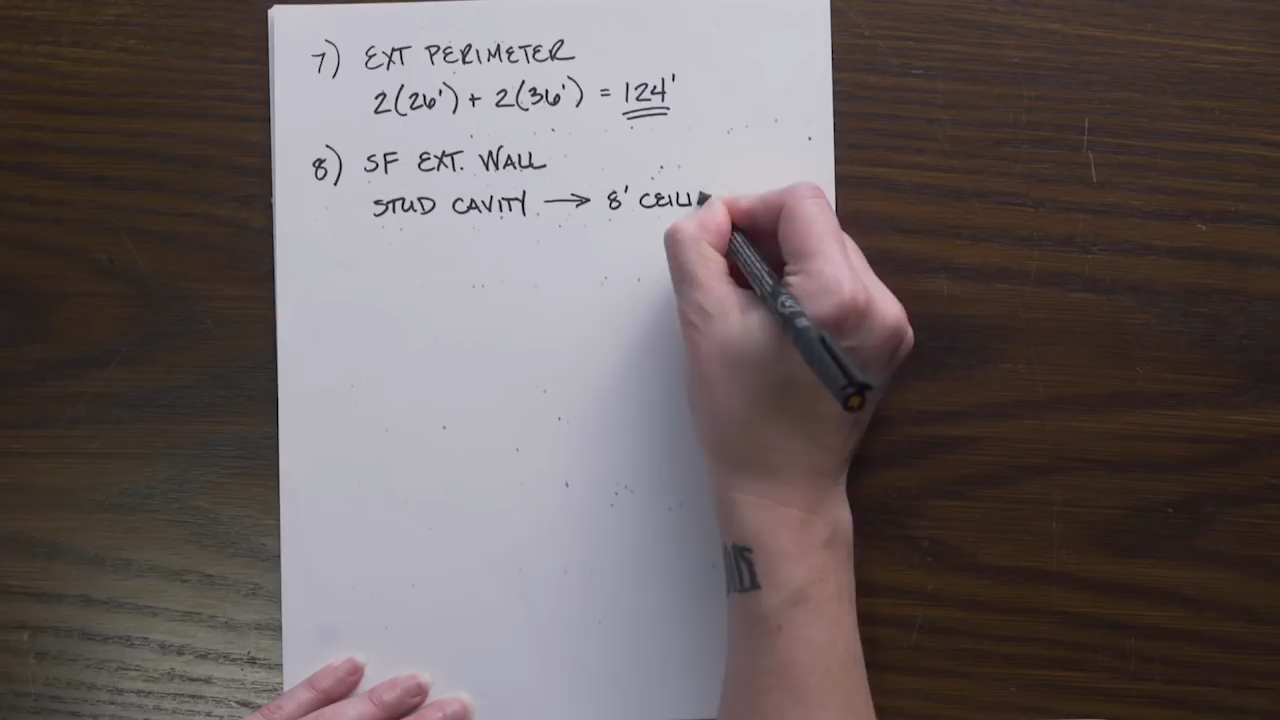 7) EXT PERIMETER
2(26') + 2(36') = 124'
8) SF EXT. WALL
STUD CAVITY → 8' CEILI